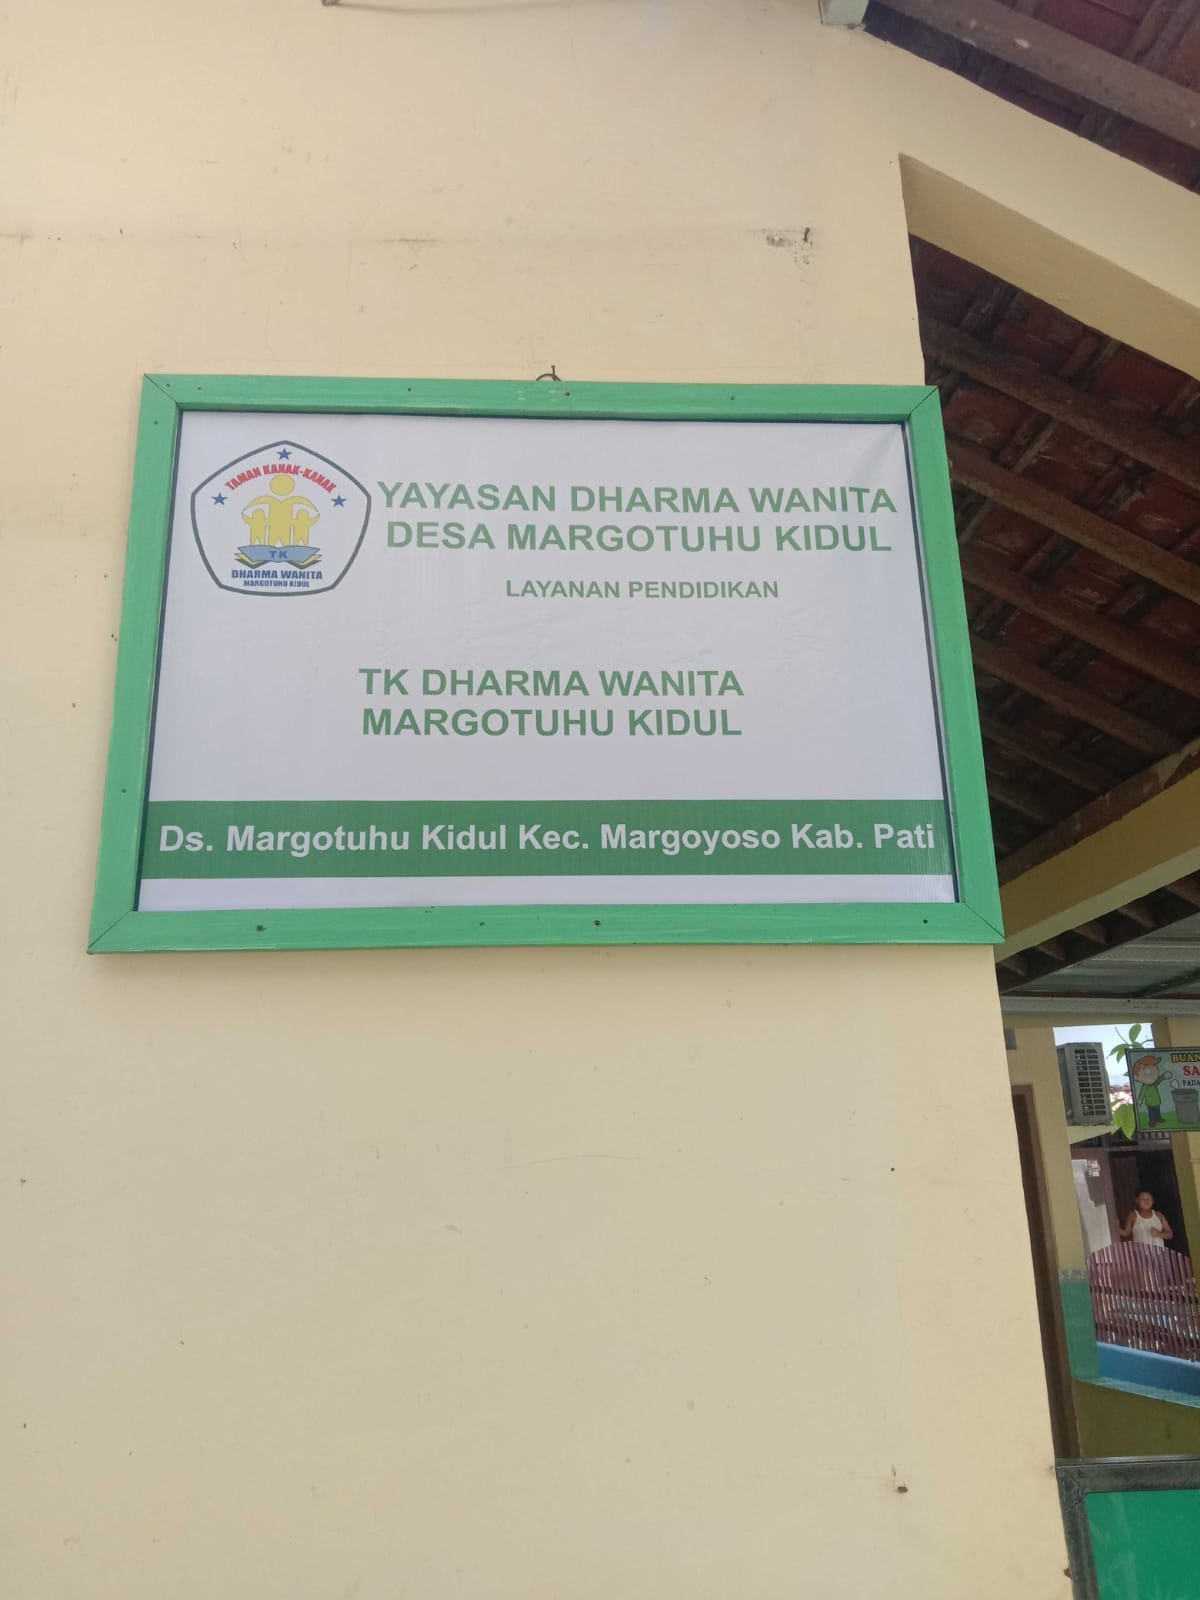 TAMAN KANAK-KANAK
TK
DHARMA WANITA
MARGOTUHU KIDUL
YAYASAN DHARMA WANITA
DESA MARGOTUHU KIDUL
LAYANAN PENDIDIKAN
TK DHARMA WANITA
MARGOTUHU KIDUL
Ds. Margotuhu Kidul Kec. Margoyoso Kab. Pati